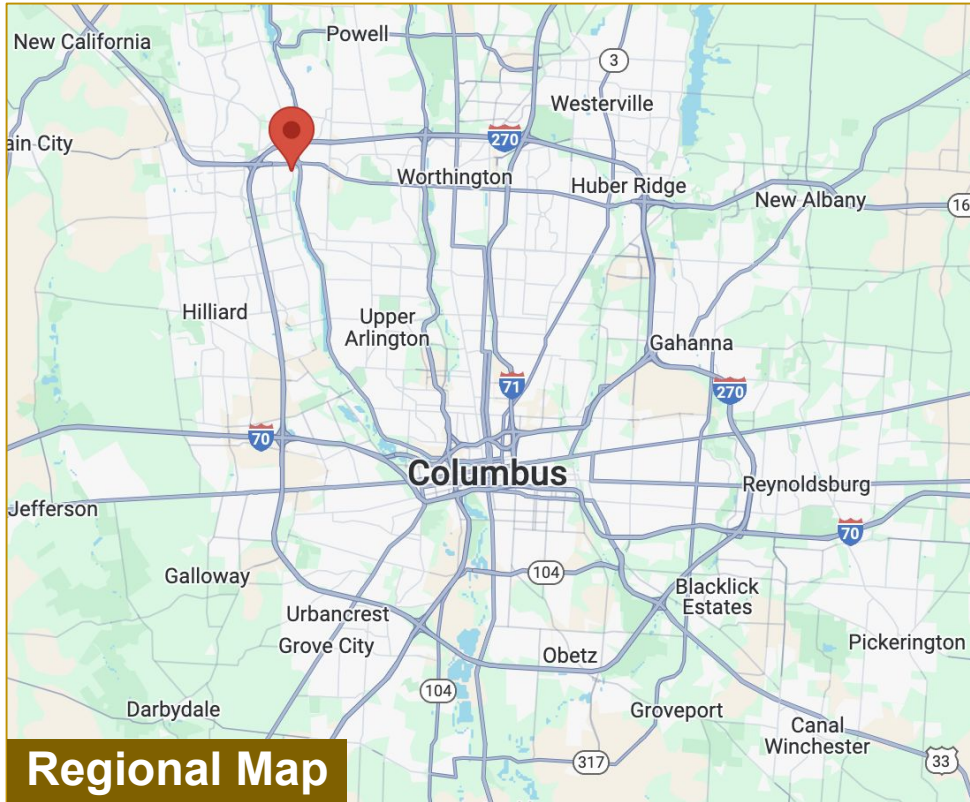 Powell
New California
3
Westerville
270
ain City
Worthington
Huber Ridge
New Albany
16
Hilliard
Upper
Arlington
Gahanna
71
270
70
Columbus
Reynoldsburg
Jefferson
70
104
Galloway
Blacklick
Estates
Urbancrest
Grove City
Pickerington
Obetz
104
Darbydale
Groveport
Canal
Winchester
317
33
Regional Map